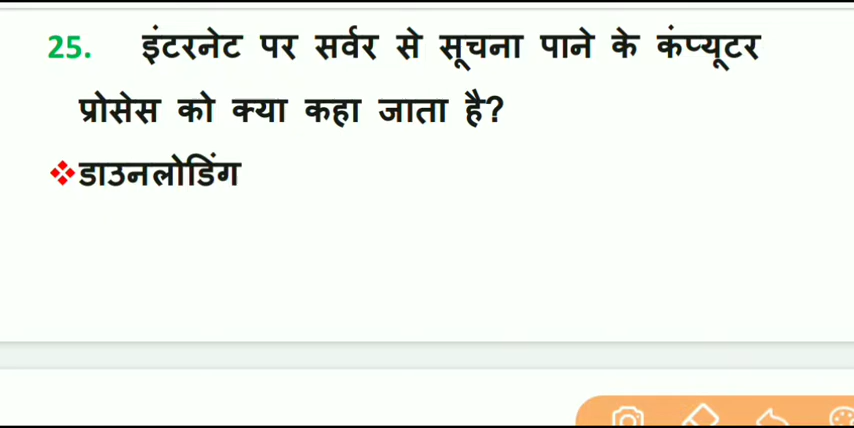 25. इंटरनेट पर सर्वर से सूचना पाने के कंप्यूटर
प्रोसेस को क्या कहा जाता है?
❖डाउनलोडिंग